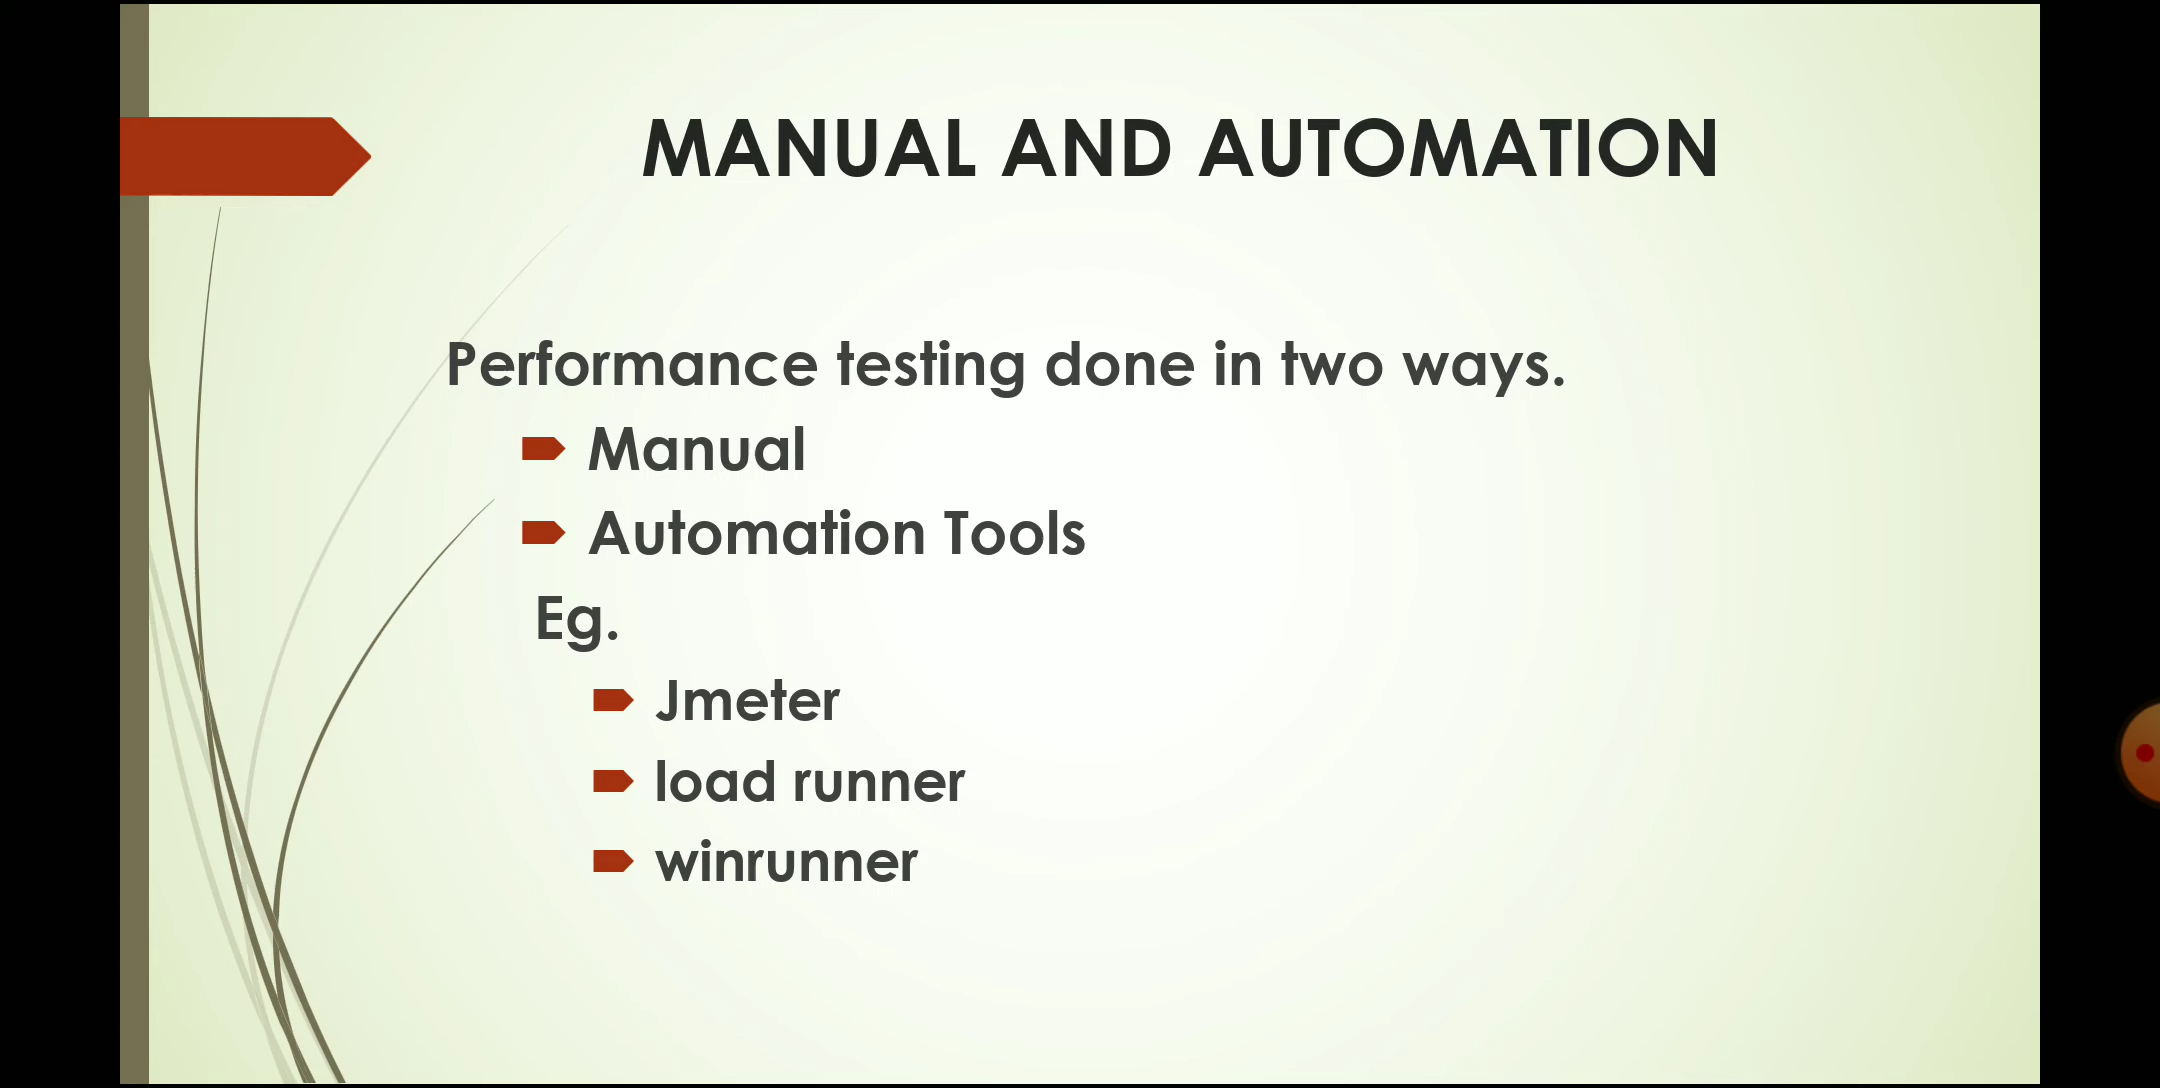 MANUAL AND AUTOMATION
Performance testing done in two ways.
Manual
Automation Tools
Eg.
Jmeter
load runner
winrunner